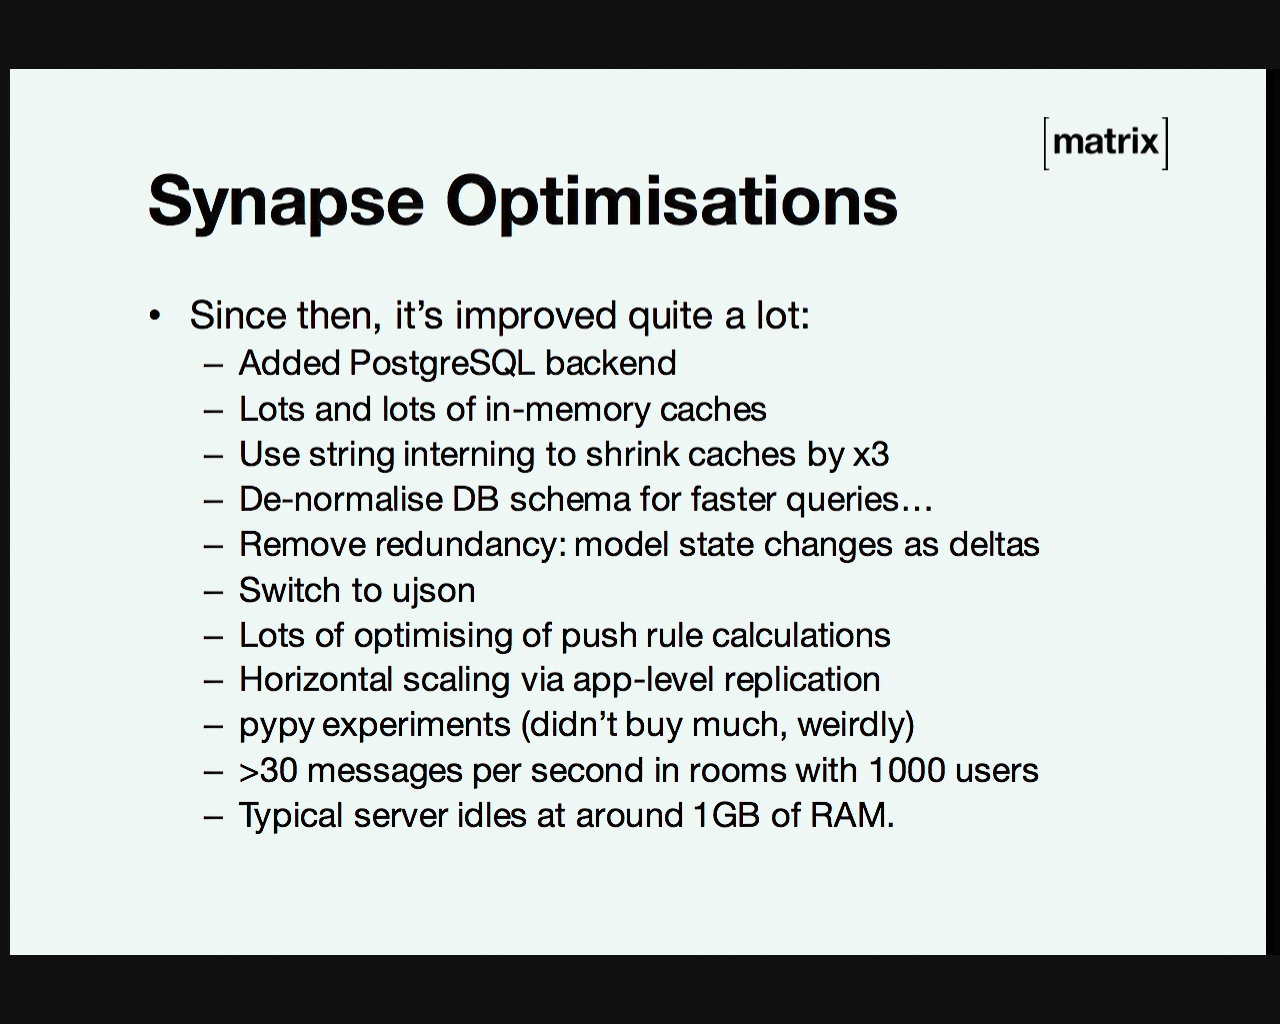 [matrix]
Synapse Optimisations
• Since then, it’s improved quite a lot:
– Added PostgreSQL backend
– Lots and lots of in-memory caches
– Use string interning to shrink caches by x3
– De-normalise DB schema for faster queries…
– Remove redundancy: model state changes as deltas
– Switch to ujson
– Lots of optimising of push rule calculations
– Horizontal scaling via app-level replication
– pypy experiments (didn’t buy much, weirdly)
– >30 messages per second in rooms with 1000 users
– Typical server idles at around 1GB of RAM.